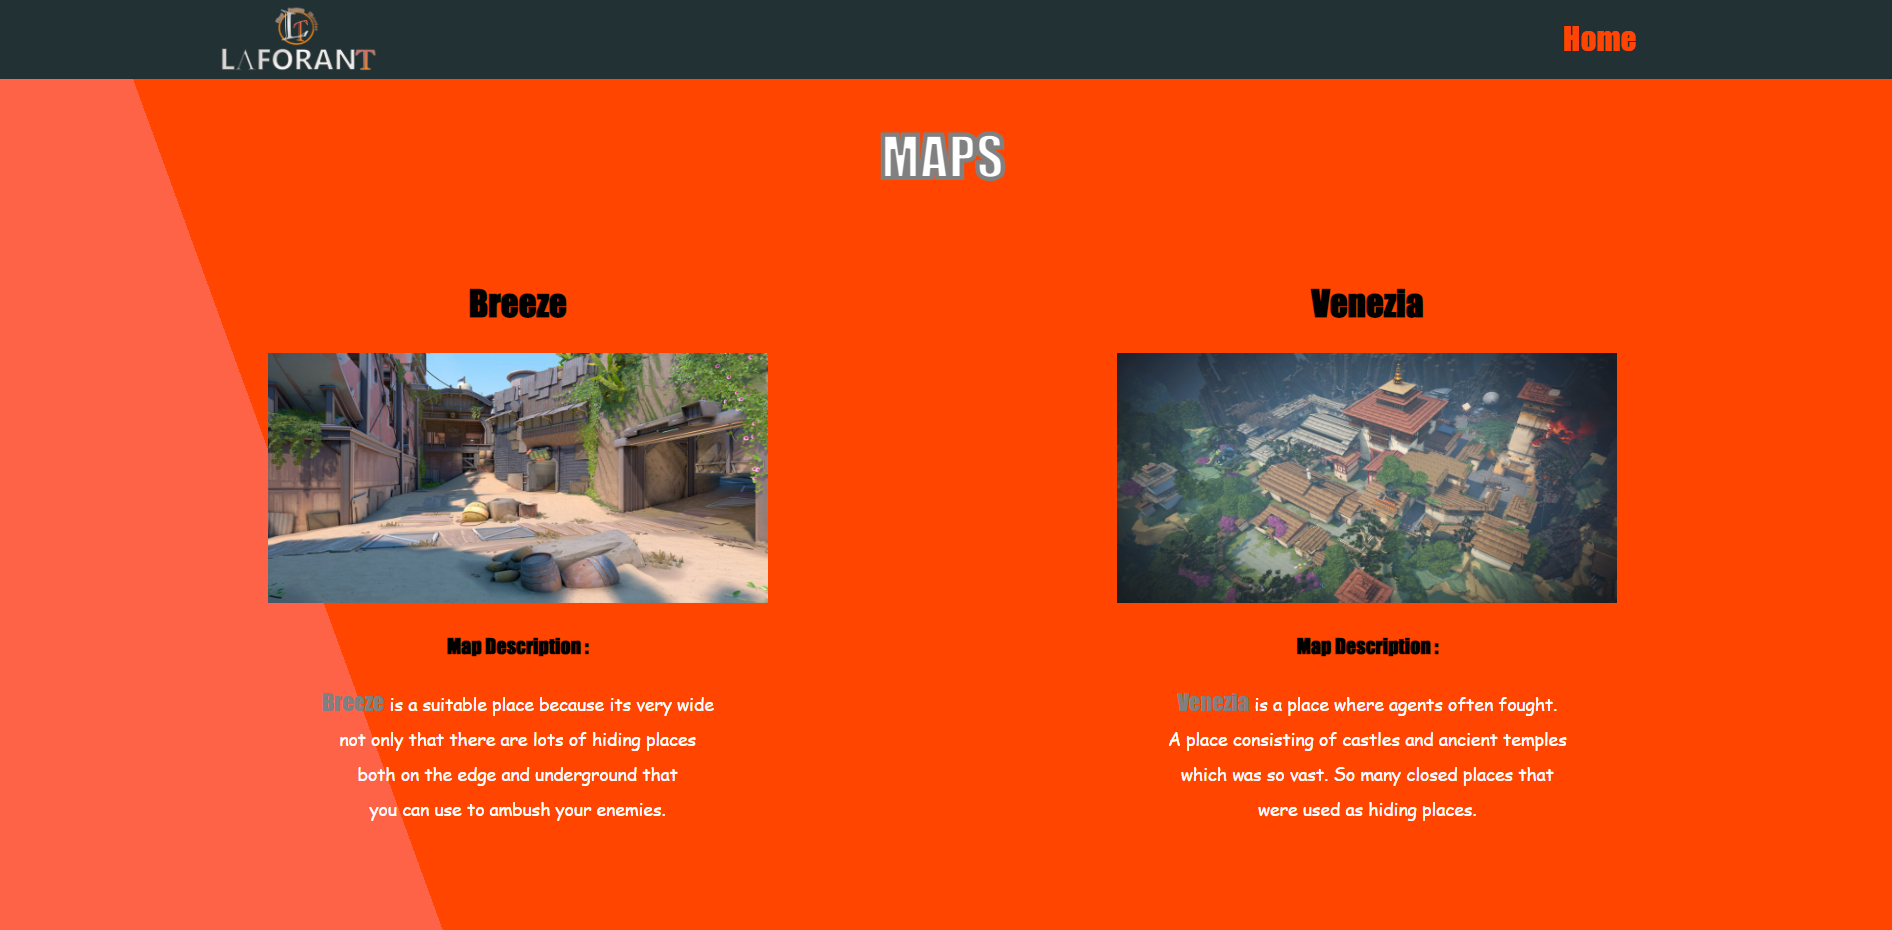 LT
LAFORANT
Home
MAPS
Breeze
Venezia
Map Description :
Breeze is a suitable place because its very wide
not only that there are lots of hiding places
both on the edge and underground that
you can use to ambush your enemies.
Map Description :
Venezia is a place where agents often fought.
A place consisting of castles and ancient temples
which was so vast. So many closed places that
were used as hiding places.